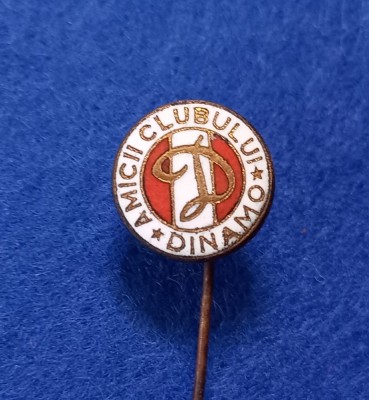 AMICII CLUBULUI
★ DINAMO ★
D